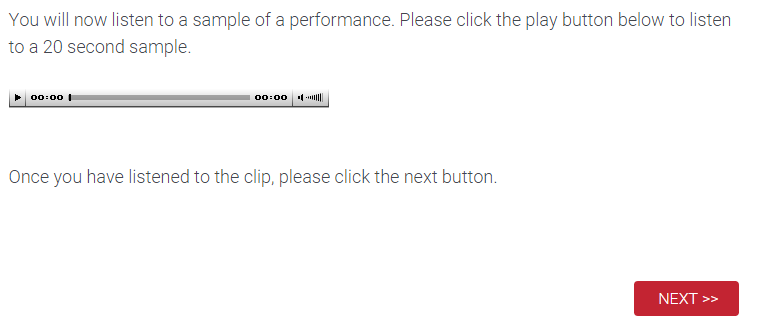 You will now listen to a sample of a performance. Please click the play button below to listen
to a 20 second sample.
00:00 00:00
Once you have listened to the clip, please click the next button.
NEXT >>